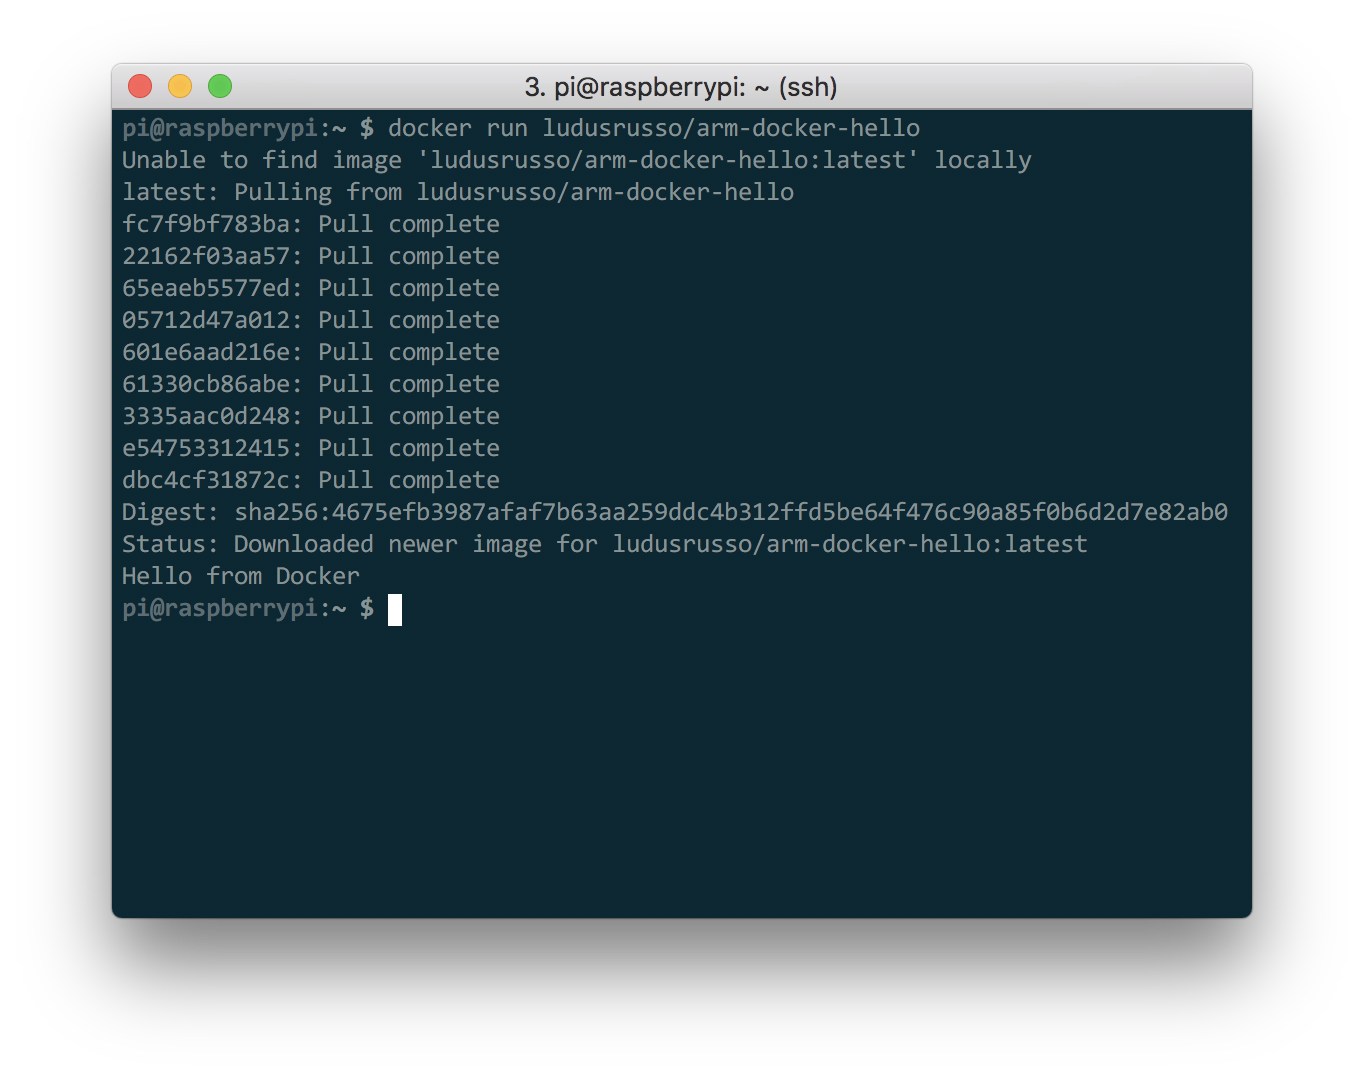 3. pi@raspberrypi: ~ (ssh)
pi@raspberrypi:~ $ docker run ludusrusso/arm-docker-hello
Unable to find image 'ludusrusso/arm-docker-hello:latest' locally
latest: Pulling from ludusrusso/arm-docker-hello
fc7f9bf783ba: Pull complete
22162f03aa57: Pull complete
65eaeb5577ed: Pull complete
05712d47a012: Pull complete
601e6aad216e: Pull complete
61330cb86abe: Pull complete
3335aac0d248: Pull complete
e54753312415: Pull complete
dbc4cf31872c: Pull complete
Digest: sha256:4675efb3987afaf7b63aa259ddc4b312ffd5be64f476c90a85f0b6d2d7e82ab0
Status: Downloaded newer image for ludusrusso/arm-docker-hello:latest
Hello from Docker
pi@raspberrypi:~ $